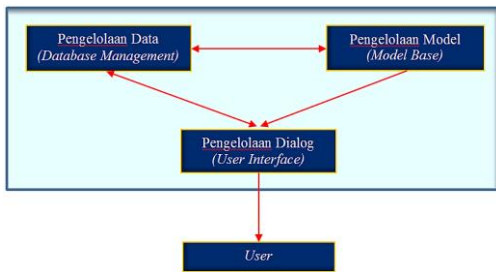 Pengelolaan Data
(Database Management)
Pengelolaan Model
(Model Base)
Pengelolaan Dialog
(User Interface)
User